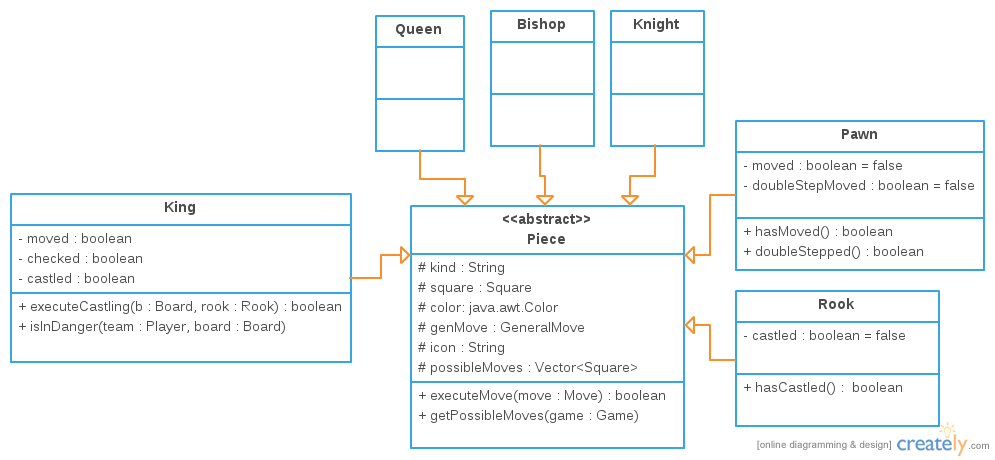 Queen
Bishop
Knight
Pawn
- moved : boolean = false
- doubleStepMoved : boolean = false
+ hasMoved() : boolean
+ doubleStepped() : boolean
King
- moved : boolean
- checked : boolean
- castled : boolean
+ executeCastling(b : Board, rook : Rook) : boolean
+ isInDanger(team : Player, board : Board)
<<abstract>>
Piece
# kind : String
# square : Square
# color: java.awt.Color
# genMove : GeneralMove
# icon : String
# possibleMoves : Vector<Square>
+ executeMove(move : Move) : boolean
+ getPossibleMoves(game : Game)
Rook
- castled : boolean = false
+ hasCastled() : boolean
[online diagramming & design] creately.com